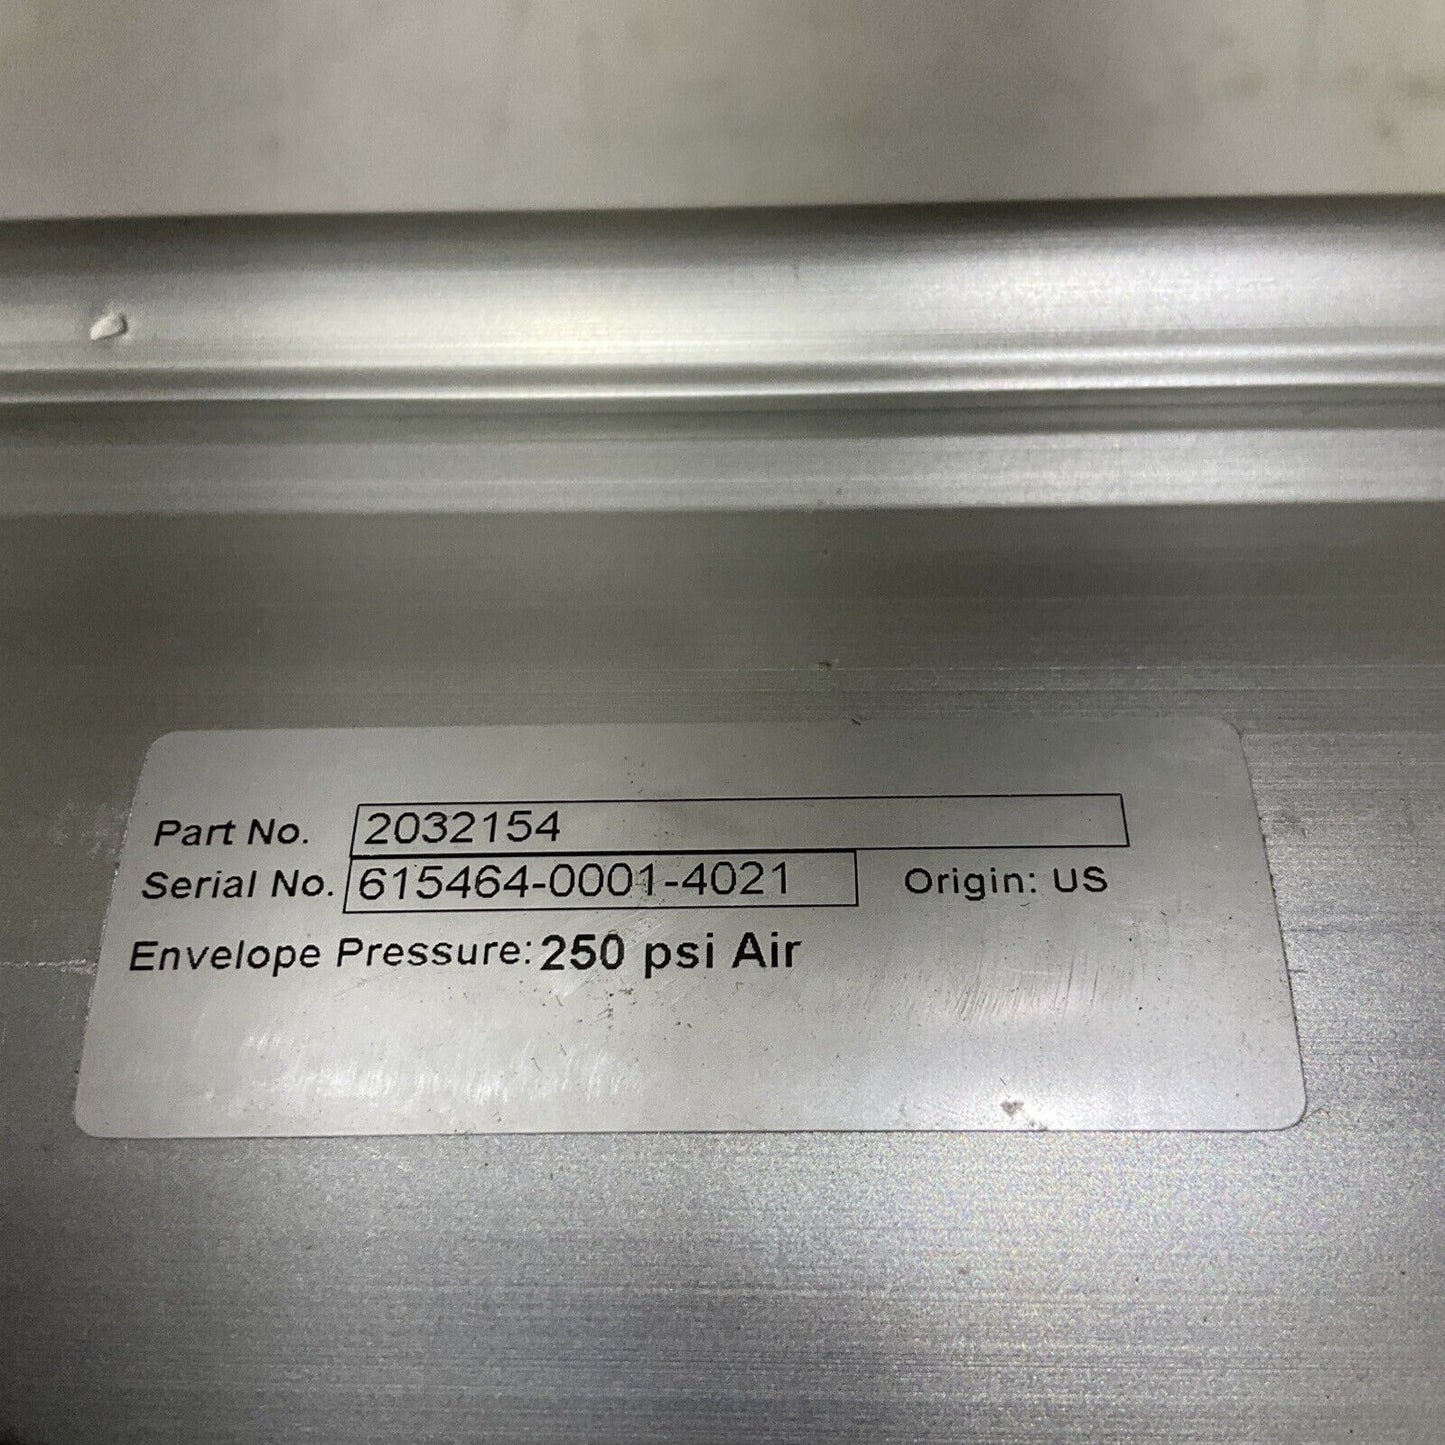 Part No. 2032154
Serial No. 615464-0001-4021 Origin: US
Envelope Pressure: 250 psi Air